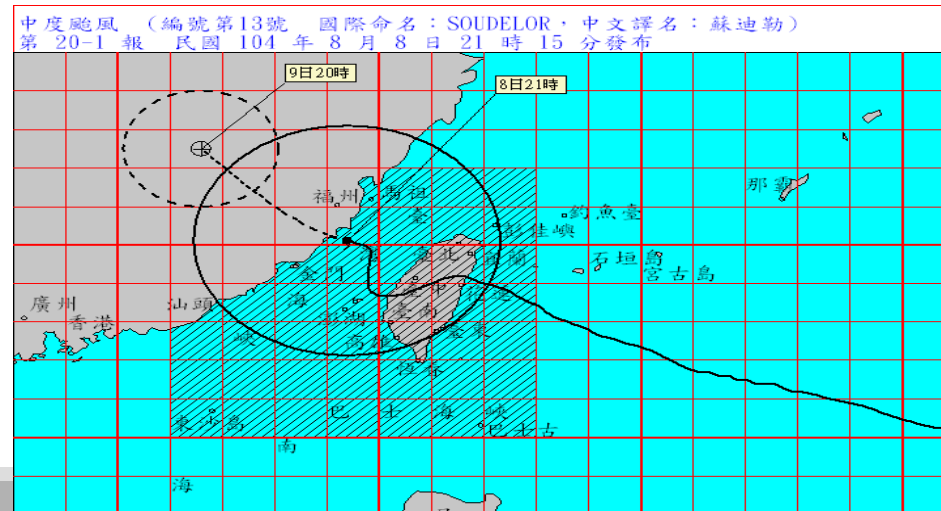 中度颱風 （編號第13號 國際命名：SOUDELOR，中文譯名：蘇迪勒）
第 20-1 報 民國 104 年 8 月 8 日 21 時 15 分發布
9日20時
8日21時
那霸
福州
馬祖
臺
釣魚臺
彭佳嶼
灣
臺北
宜蘭
石垣島
宮古島
金門
海
臺中
花蓮
廣州
汕頭
香港
澎湖
臺南
臺東
峽
高雄
恆春
巴士海峽
東沙島
巴士古
南
海